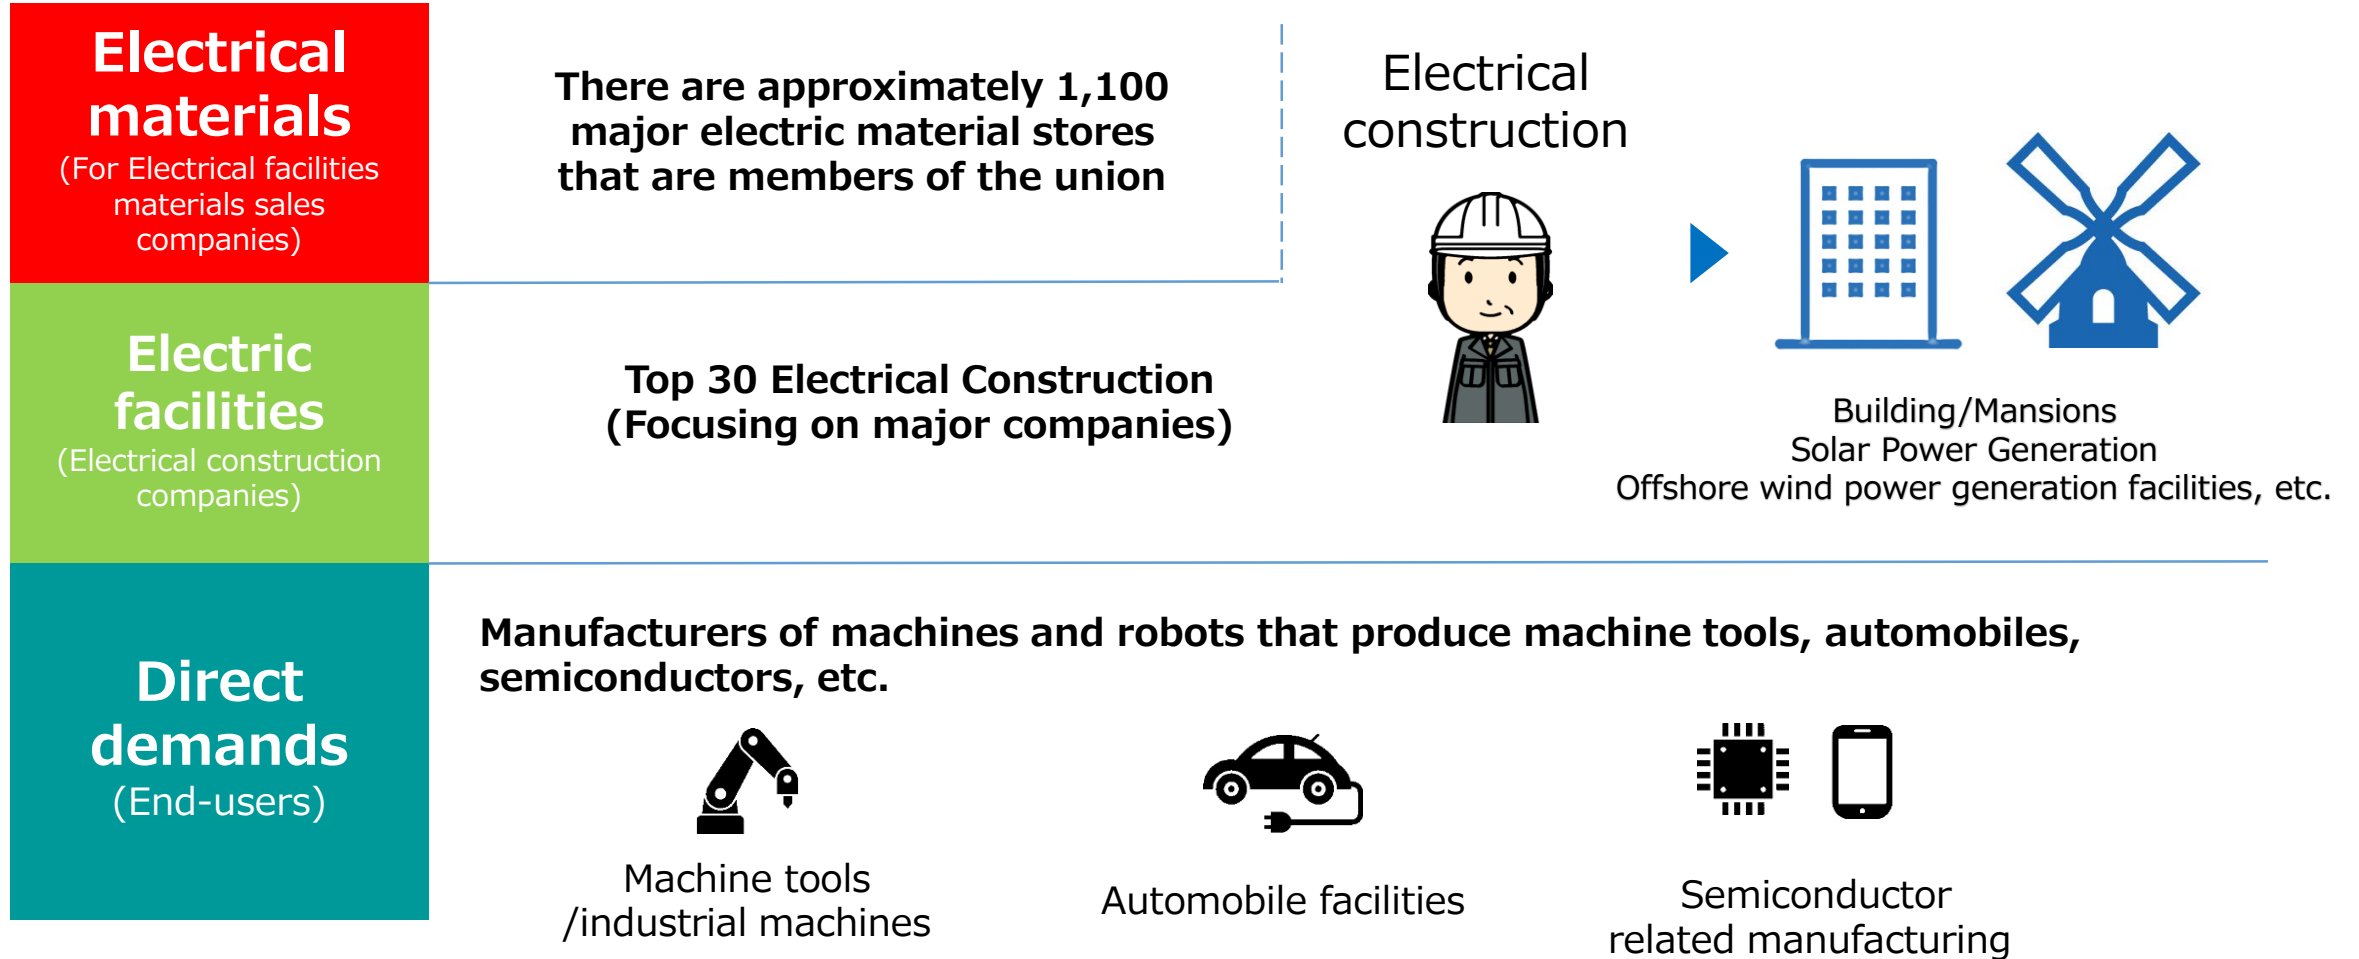 Electrical
materials
(For Electrical facilities
materials sales
companies)
There are approximately 1,100
major electric material stores
that are members of the union
Electrical
construction
Electric
facilities
(Electrical construction
companies)
Top 30 Electrical Construction
(Focusing on major companies)
Building/Mansions
Solar Power Generation
Offshore wind power generation facilities, etc.
Direct
demands
(End-users)
Manufacturers of machines and robots that produce machine tools, automobiles,
semiconductors, etc.
Machine tools
/industrial machines
Automobile facilities
Semiconductor
related manufacturing